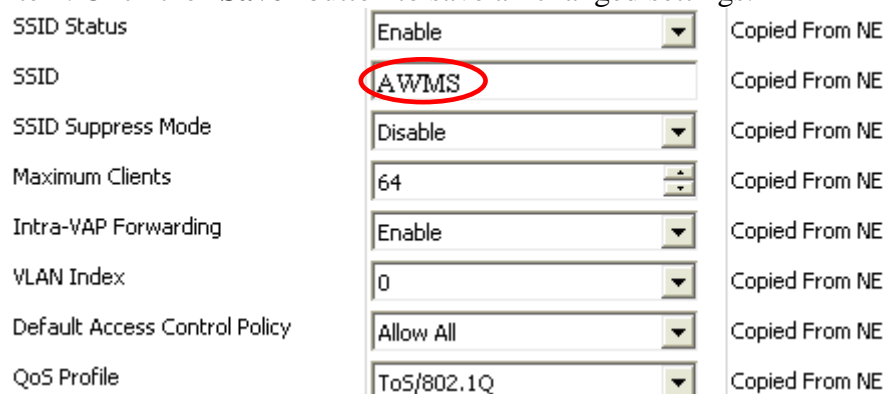 SSID Status Enable Copied From NE
SSID AWMS Copied From NE
SSID Suppress Mode Disable Copied From NE
Maximum Clients 64 Copied From NE
Intra-VAP Forwarding Enable Copied From NE
VLAN Index 0 Copied From NE
Default Access Control Policy Allow All Copied From NE
QoS Profile ToS/802.1Q Copied From NE